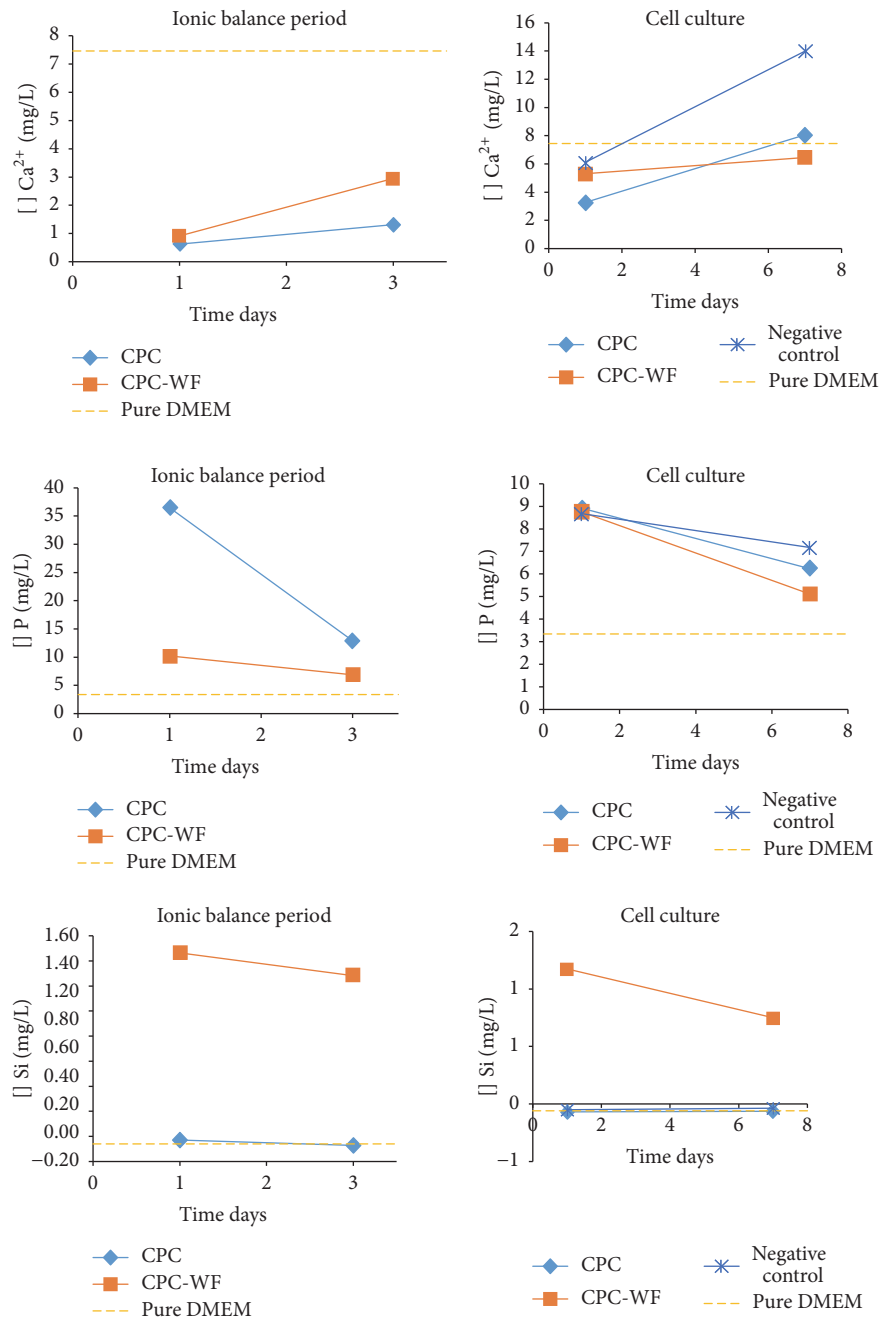 Ionic balance period
8
7
6
5
4
3
2
1
0
[ ] Ca2+ (mg/L)
0 1 2 3
Time days
CPC
CPC-WF
Pure DMEM
Cell culture
16
14
12
10
8
6
4
2
0
[ ] Ca2+ (mg/L)
0 2 4 6 8
Time days
CPC
CPC-WF
Negative
control
Pure DMEM
Ionic balance period
40
35
30
25
20
15
10
5
0
[] P (mg/L)
0 1 2 3
Time days
CPC
CPC-WF
Pure DMEM
Cell culture
10
9
8
7
6
5
4
3
2
1
0
[] P (mg/L)
0 2 4 6 8
Time days
CPC
CPC-WF
Negative
control
Pure DMEM
Ionic balance period
1.60
1.40
1.20
1.00
0.80
0.60
0.40
0.20
0.00
−0.20
[] Si (mg/L)
0 1 2 3
Time days
CPC
CPC-WF
Pure DMEM
Cell culture
2
1
1
0
−1
[] Si (mg/L)
0 2 4 6 8
Time days
CPC
CPC-WF
Negative
control
Pure DMEM